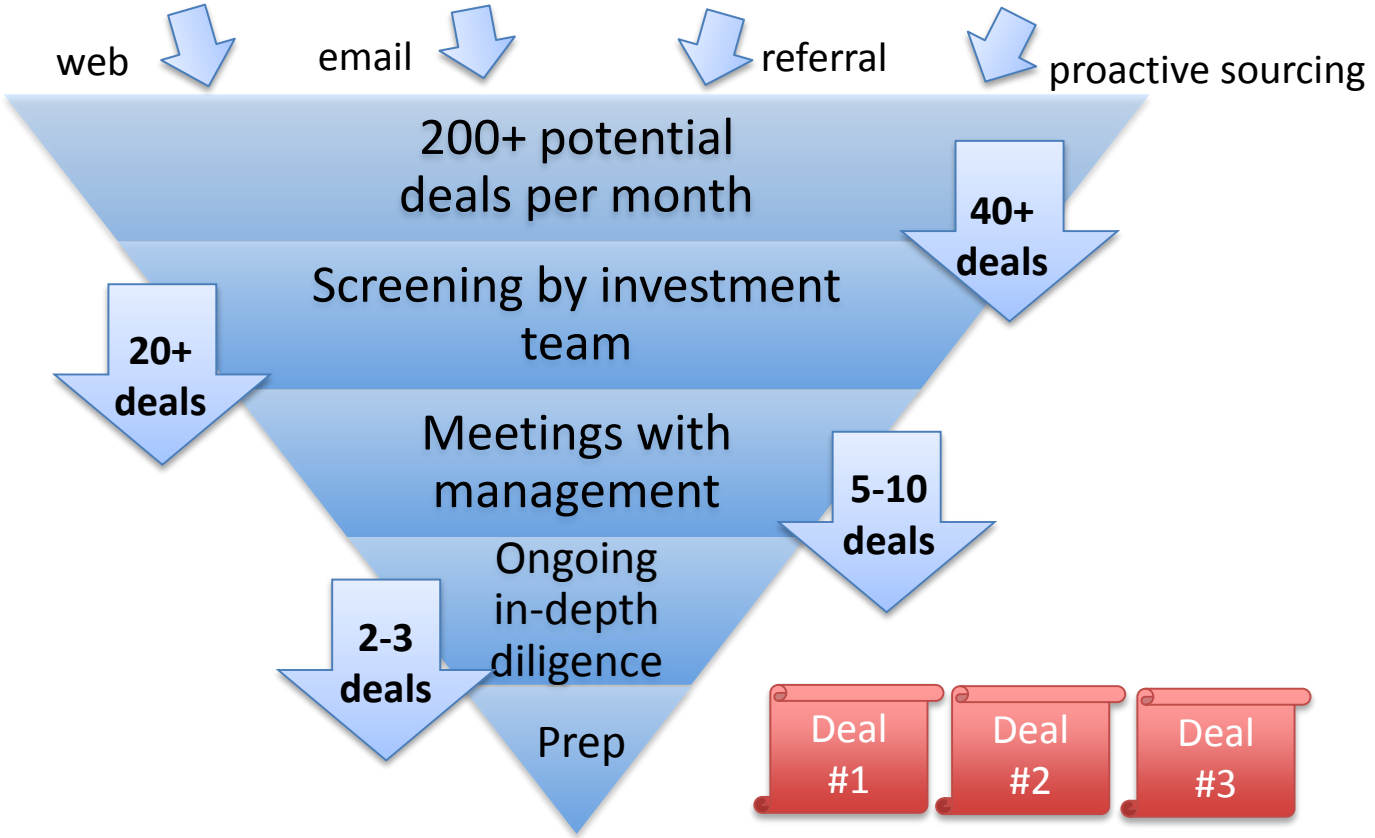 web
email
referral
proactive sourcing
200+ potential
deals per month
40+
deals
Screening by investment
team
20+
deals
Meetings with
management
5-10
deals
Ongoing
in-depth
diligence
2-3
deals
Prep
Deal
#1
Deal
#2
Deal
#3